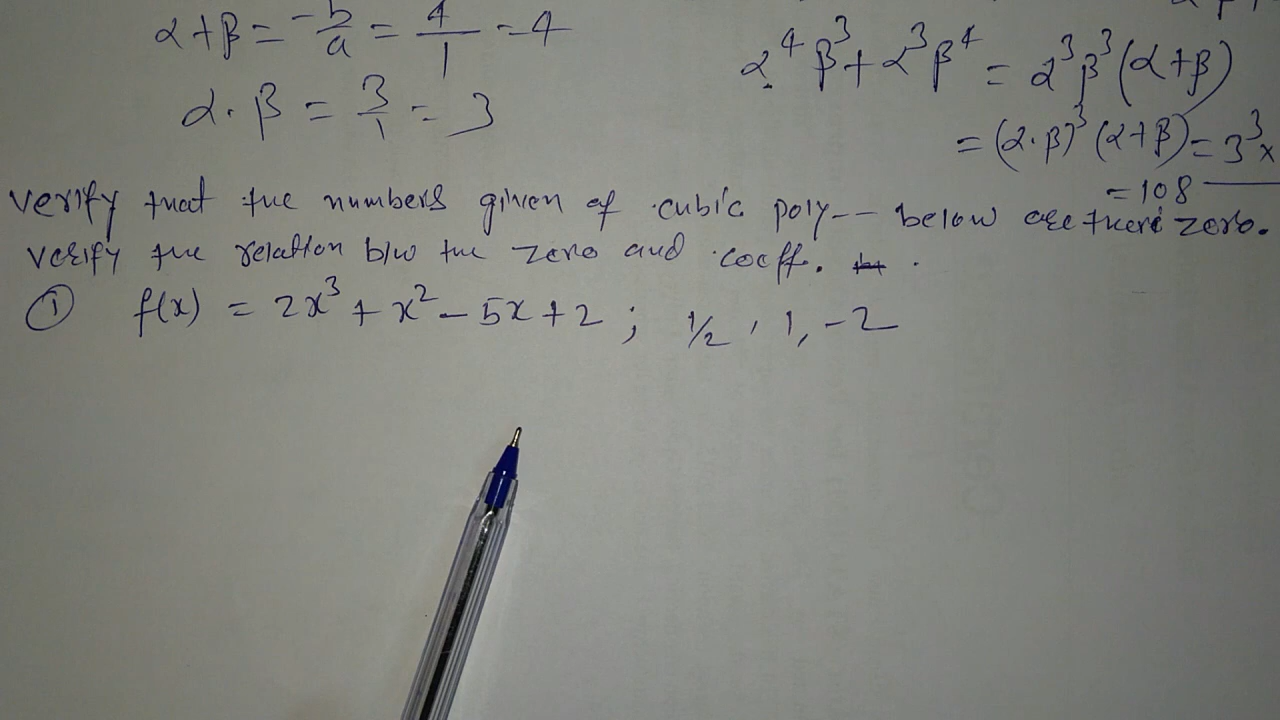 α+β = -b/a = 4/1 = 4
α⁴β³ + α³β⁴ = α³β³(α+β)
α·β = 3/1 = 3
= (α·β)³ (α+β) = 3³ x
= 108
verify that the numbers given of cubic poly-- below are there zero.
verify the relation b/w the zero and coeff.
① f(x) = 2x³ + x² - 5x + 2 ; 1/2 , 1, -2